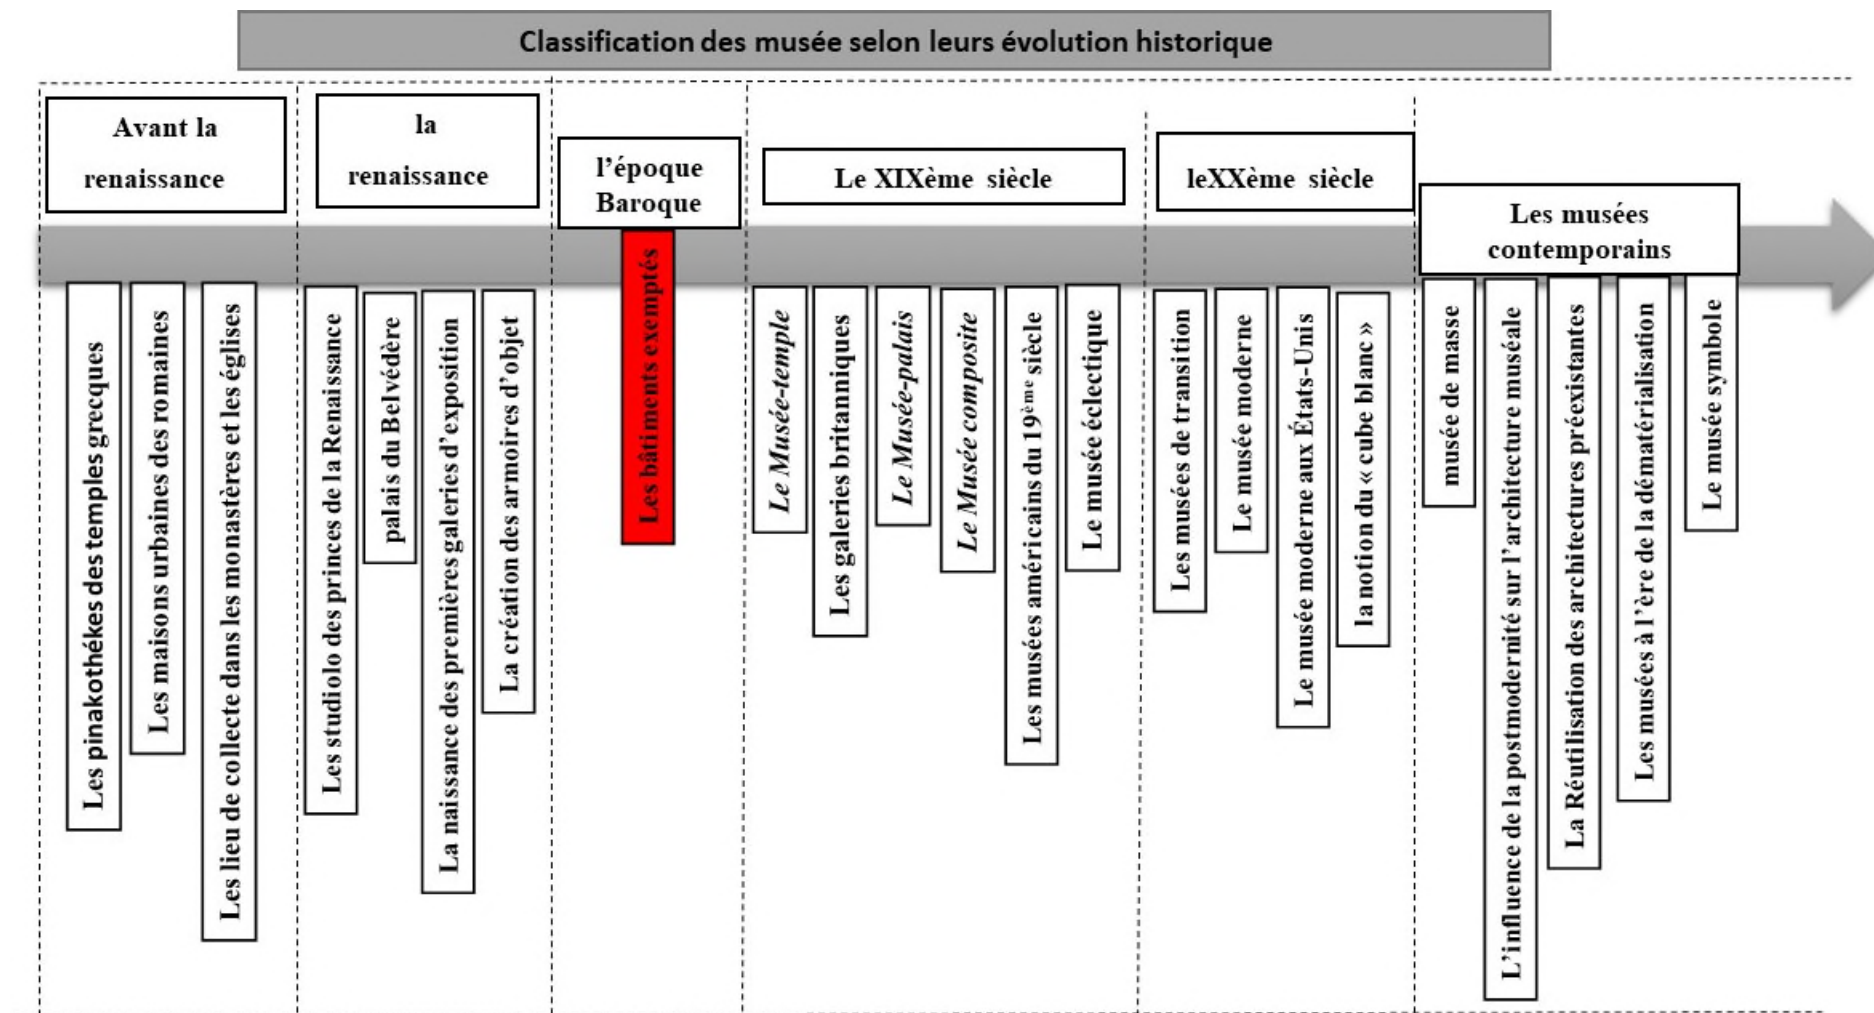 Classification des musée selon leurs évolution historique
Avant la
renaissance
Les pinakothékes des temples grecques
Les maisons urbaines des romaines
Les lieu de collecte dans les monastères et les églises
la
renaissance
Les studiolo des princes de la Renaissance
palais du Belvédère
La naissance des premières galeries d'exposition
La création des armoires d'objet
l'époque
Baroque
Les bâtiments exemptés
Le XIXème siècle
Le Musée-temple
Les galeries britanniques
Le Musée-palais
Le Musée composite
Les musées américains du 19ème siècle
Le musée éclectique
leXXème siècle
Les musées de transition
Le musée moderne
Le musée moderne aux États-Unis
la notion du « cube blanc »
Les musées
contemporains
musée de masse
L'influence de la postmodernité sur l'architecture muséale
La Réutilisation des architectures préexistantes
Les musées à l'ère de la dématérialisation
Le musée symbole